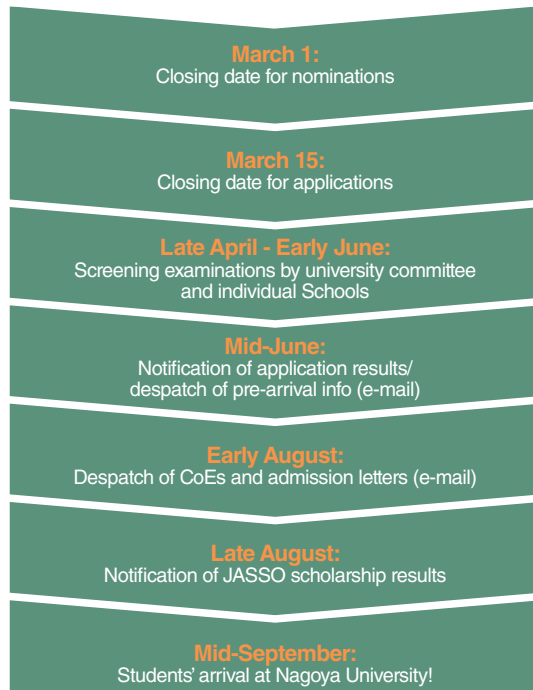 March 1:
Closing date for nominations
March 15:
Closing date for applications
Late April - Early June:
Screening examinations by university committee
and individual Schools
Mid-June:
Notification of application results/
despatch of pre-arrival info (e-mail)
Early August:
Despatch of CoEs and admission letters (e-mail)
Late August:
Notification of JASSO scholarship results
Mid-September:
Students' arrival at Nagoya University!